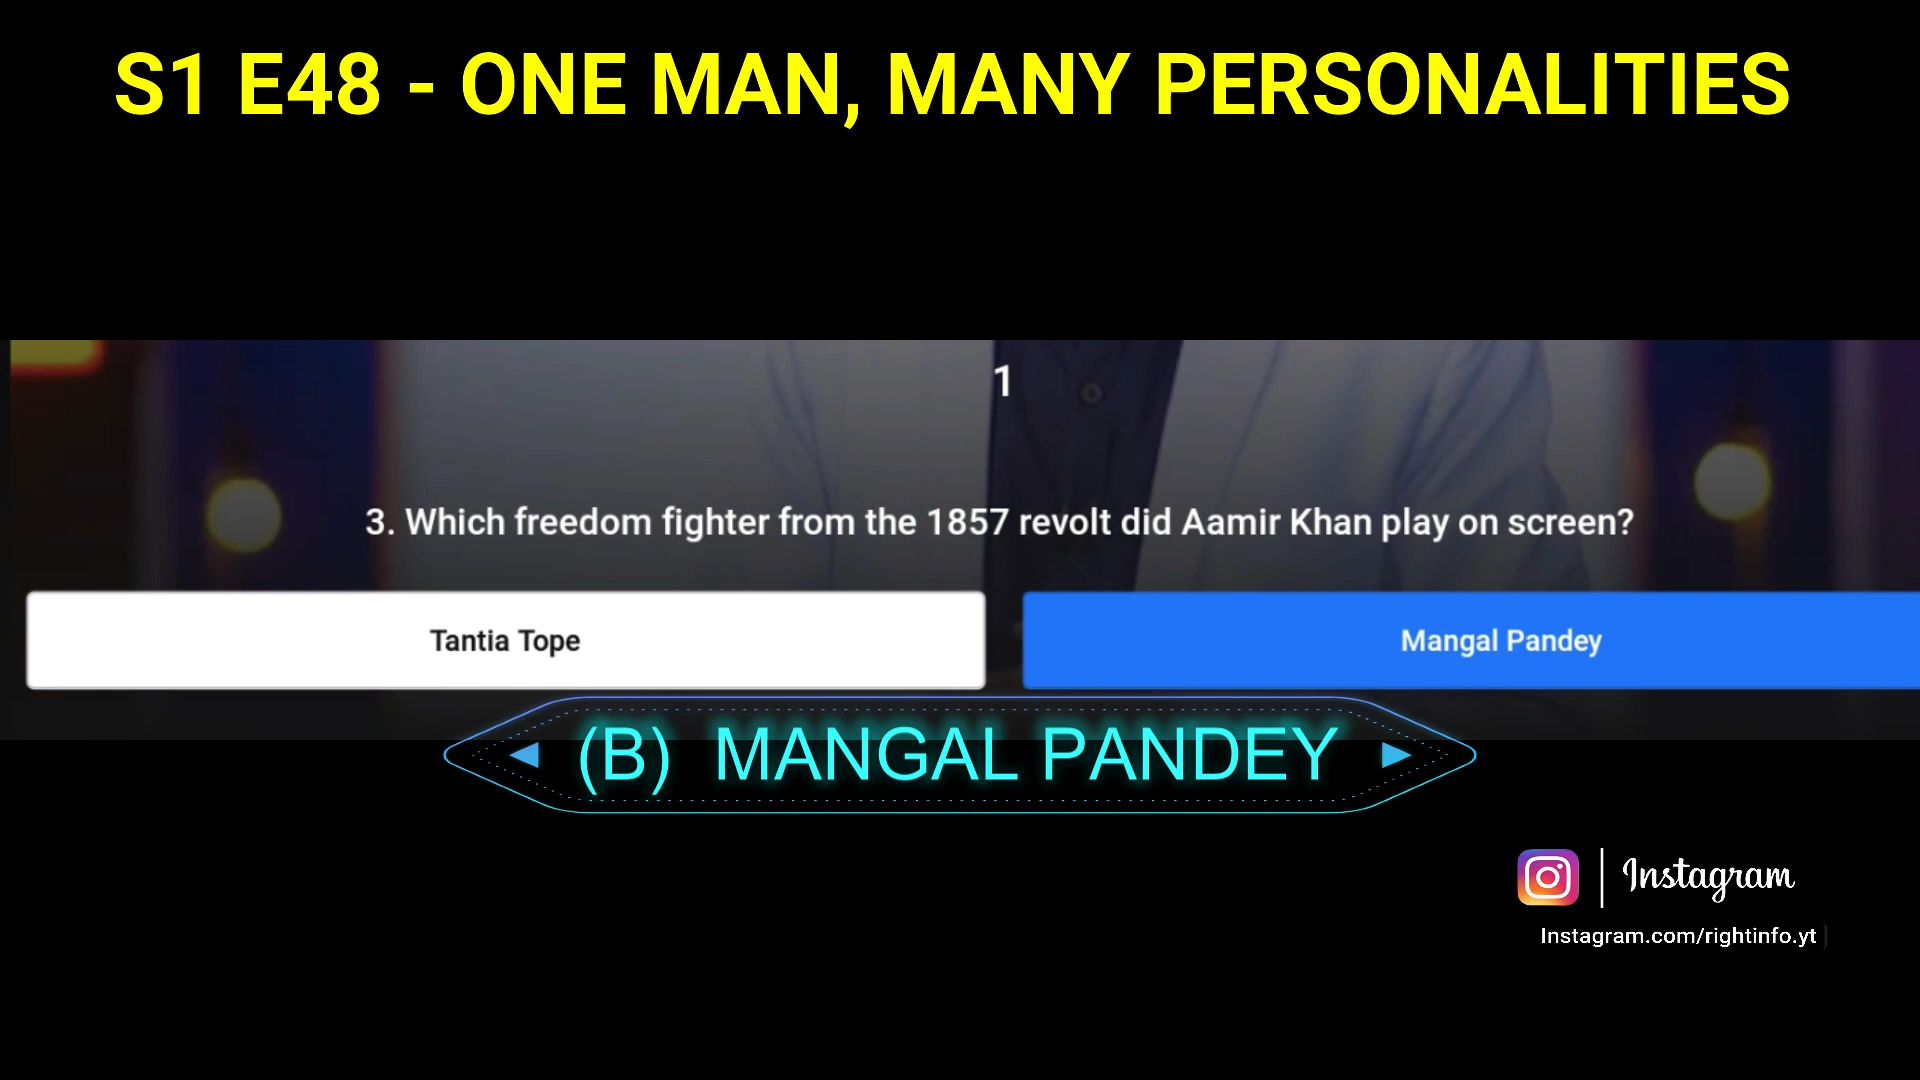 S1 E48 - ONE MAN, MANY PERSONALITIES
1
3. Which freedom fighter from the 1857 revolt did Aamir Khan play on screen?
Tantia Tope
Mangal Pandey
(B) MANGAL PANDEY
Instagram
Instagram.com/rightinfo.yt